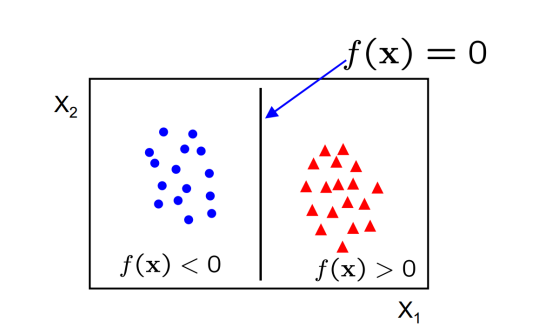 f(x) = 0
X₂
f(x) < 0
f(x) > 0
X₁